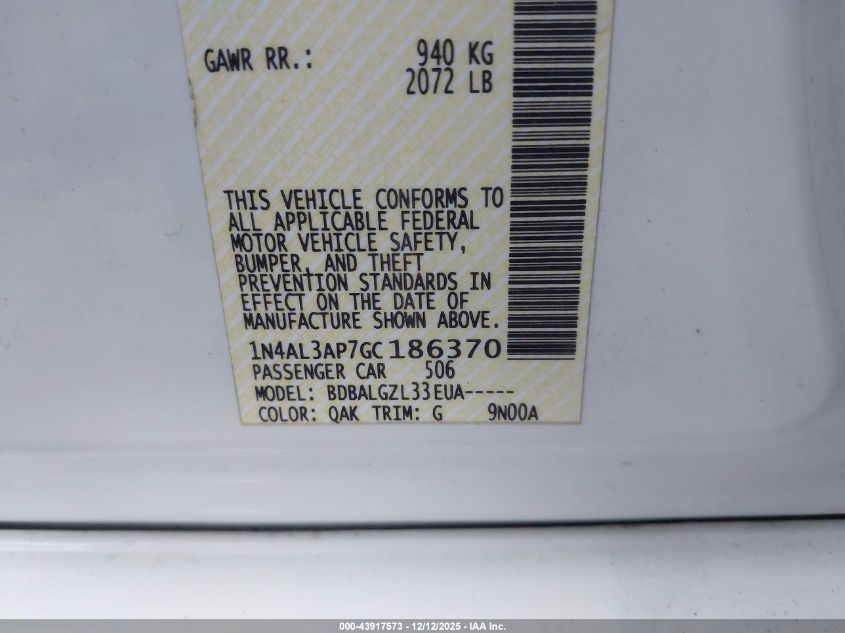 GAWR RR.: 940 KG
2072 LB
THIS VEHICLE CONFORMS TO
ALL APPLICABLE FEDERAL
MOTOR VEHICLE SAFETY,
BUMPER, AND THEFT
PREVENTION STANDARDS IN
EFFECT ON THE DATE OF
MANUFACTURE SHOWN ABOVE.
1N4AL3AP7GC186370
PASSENGER CAR 506
MODEL: BDBALGZL33EUA-----
COLOR: QAK TRIM: G 9N00A
000-43917573 — 12/12/2025 - IAA Inc.